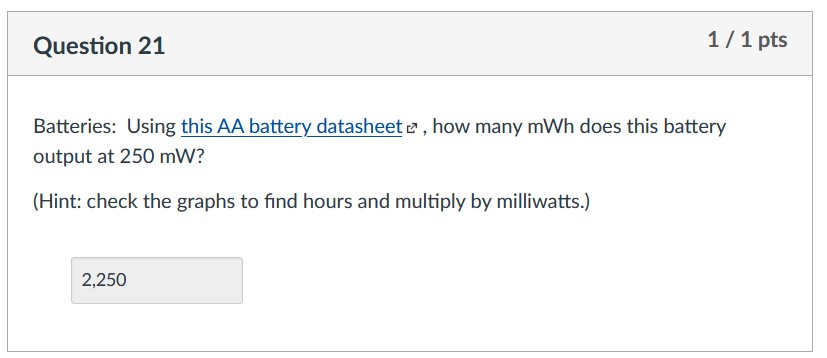 Question 21
1 / 1 pts
Batteries: Using this AA battery datasheet , how many mWh does this battery
output at 250 mW?
(Hint: check the graphs to find hours and multiply by milliwatts.)
2,250